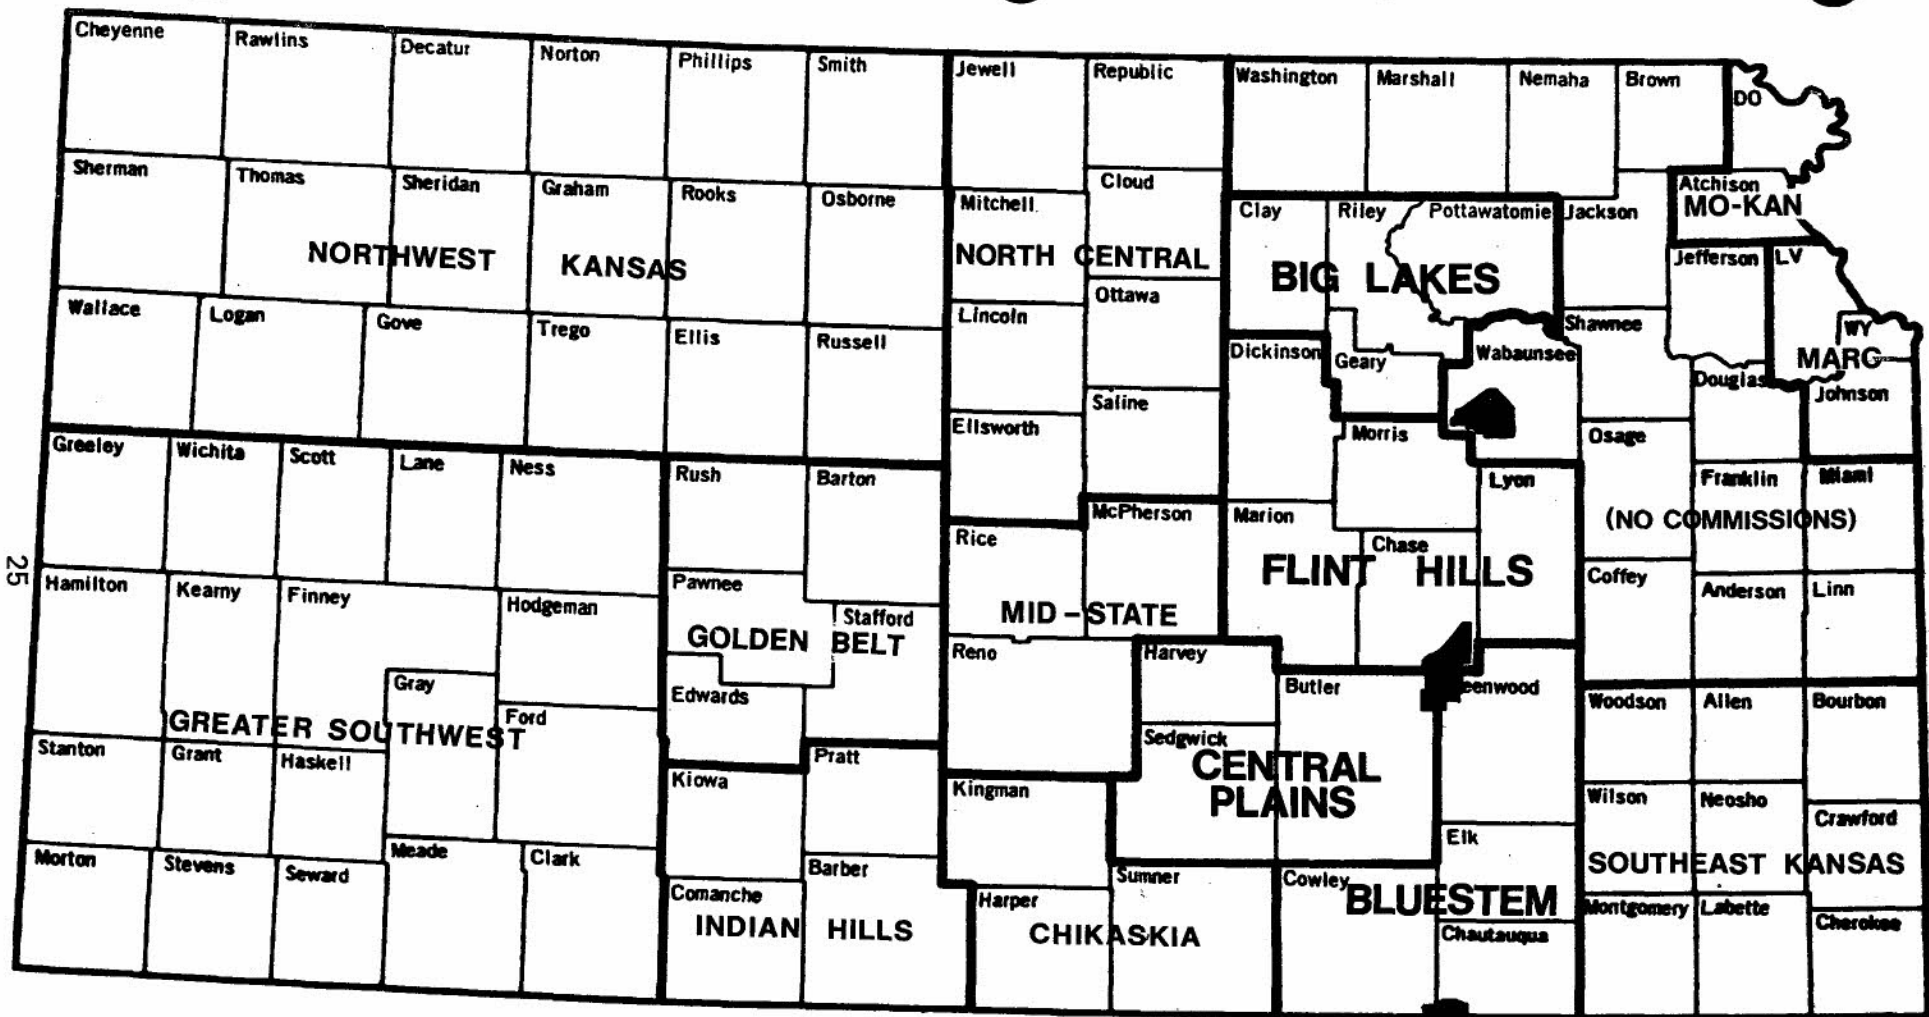 Cheyenne
Rawlins
Decatur
Norton
Phillips
Smith
Jewell
Republic
Washington
Marshall
Nemaha
Brown
DO
Sherman
Thomas
Sheridan
Graham
Rooks
Osborne
Mitchell
Cloud
Clay
Riley
Pottawatomie
Jackson
Atchison
MO-KAN
NORTHWEST KANSAS
NORTH CENTRAL
BIG LAKES
Jefferson
LV
Wallace
Logan
Gove
Trego
Ellis
Russell
Lincoln
Ottawa
Dickinson
Geary
Wabaunsee
Shawnee
WY
MARC
Douglas
Johnson
Greeley
Wichita
Scott
Lane
Ness
Rush
Barton
Ellsworth
Saline
Morris
Lyon
Osage
Franklin
Miami
(NO COMMISSIONS)
25
Hamilton
Kearny
Finney
Hodgeman
Pawnee
Stafford
GOLDEN BELT
Rice
McPherson
MID-STATE
Marion
Chase
FLINT HILLS
Coffey
Anderson
Linn
Gray
Ford
GREATER SOUTHWEST
Edwards
Reno
Harvey
Butler
eenwood
Woodson
Allen
Bourbon
Stanton
Grant
Haskell
Kiowa
Pratt
Kingman
Sedgwick
CENTRAL
PLAINS
Elk
Wilson
Neosho
Crawford
SOUTHEAST KANSAS
Morton
Stevens
Seward
Meade
Clark
Comanche
Barber
INDIAN HILLS
Harper
Sumner
CHIKASKIA
Cowley
BLUESTEM
Chautauqua
Montgomery
Labette
Cherokee